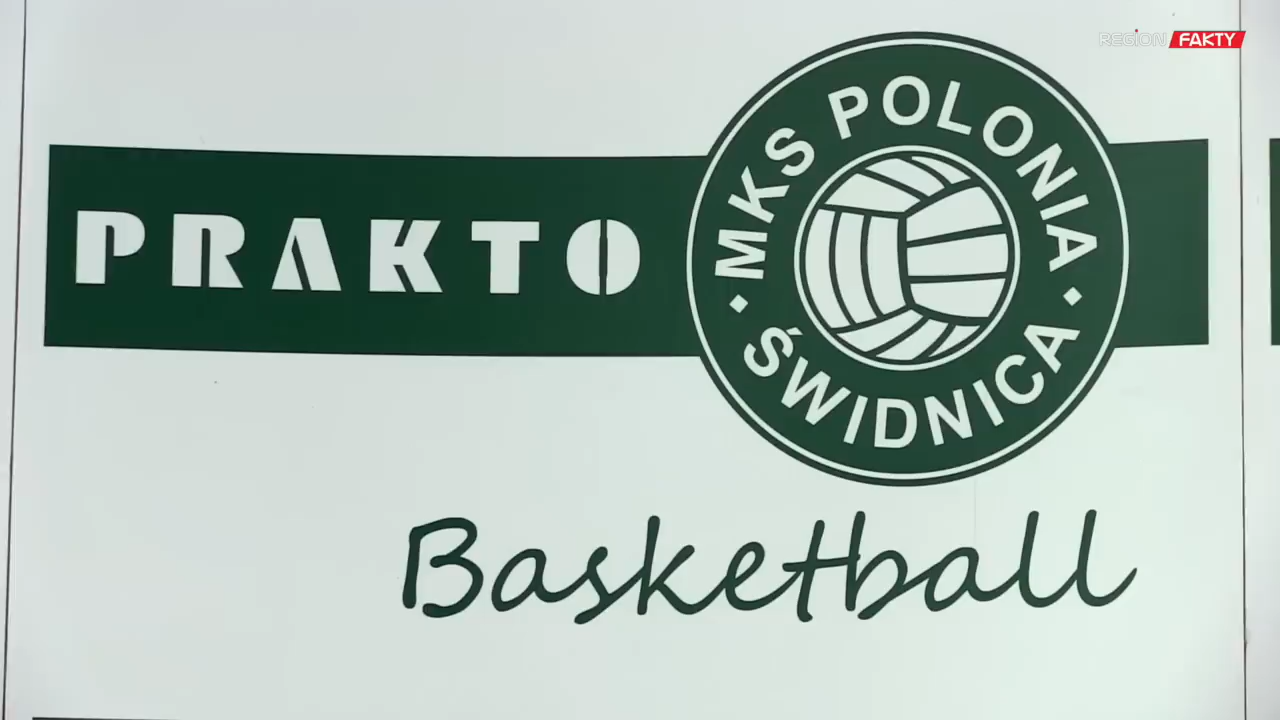 REGION FAKTY
PRAKTO
MKS POLONIA
ŚWIDNICA
Basketball